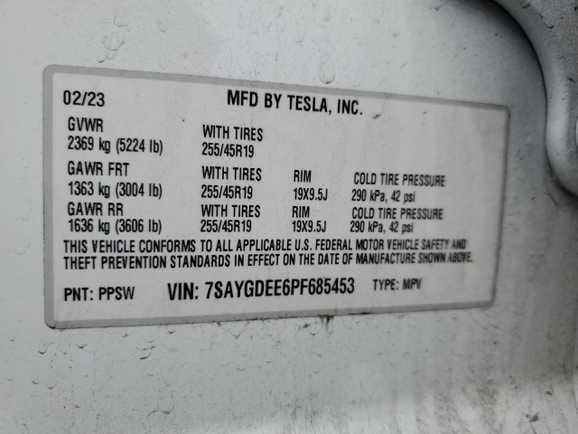 02/23 MFD BY TESLA, INC.
GVWR WITH TIRES
2369 kg (5224 lb) 255/45R19
GAWR FRT WITH TIRES RIM COLD TIRE PRESSURE
1363 kg (3004 lb) 255/45R19 19X9.5J 290 kPa, 42 psi
GAWR RR WITH TIRES RIM COLD TIRE PRESSURE
1636 kg (3606 lb) 255/45R19 19X9.5J 290 kPa, 42 psi
THIS VEHICLE CONFORMS TO ALL APPLICABLE U.S. FEDERAL MOTOR VEHICLE SAFETY AND
THEFT PREVENTION STANDARDS IN EFFECT ON THE DATE OF MANUFACTURE SHOWN ABOVE.
PNT: PPSW VIN: 7SAYGDEE6PF685453 TYPE: MPV